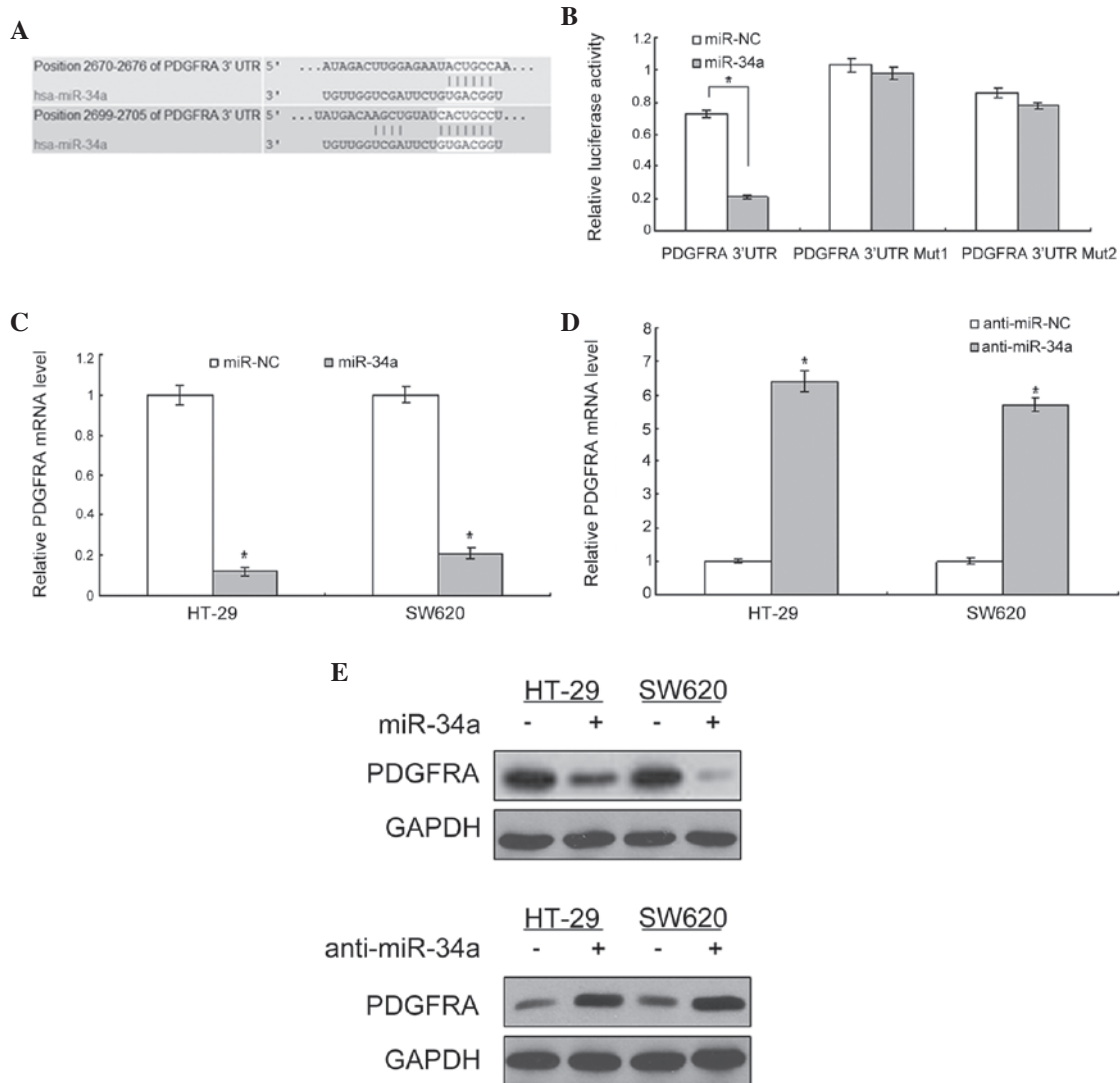 A
Position 2670-2676 of PDGFRA 3' UTR 5' ...AUAGACUUGGAGAAUACUGCCAA...
hsa-miR-34a 3' UGUUGGUCGAUUCUGUGACGGU
Position 2699-2705 of PDGFRA 3' UTR 5' ...UAUGACAAGCUGUAUCACUGCCU...
hsa-miR-34a 3' UGUUGGUCGAUUCUGUGACGGU
B
miR-NC
miR-34a
*
Relative luciferase activity
1.2
1
0.8
0.6
0.4
0.2
0
PDGFRA 3'UTR PDGFRA 3'UTR Mut1 PDGFRA 3'UTR Mut2
C
miR-NC miR-34a
Relative PDGFRA mRNA level
1.2
1
0.8
0.6
0.4
0.2
0
* *
HT-29 SW620
D
anti-miR-NC
anti-miR-34a
Relative PDGFRA mRNA level
8
7
6
5
4
3
2
1
0
* *
HT-29 SW620
E
HT-29 SW620
miR-34a - + - +
PDGFRA
GAPDH
HT-29 SW620
anti-miR-34a - + - +
PDGFRA
GAPDH